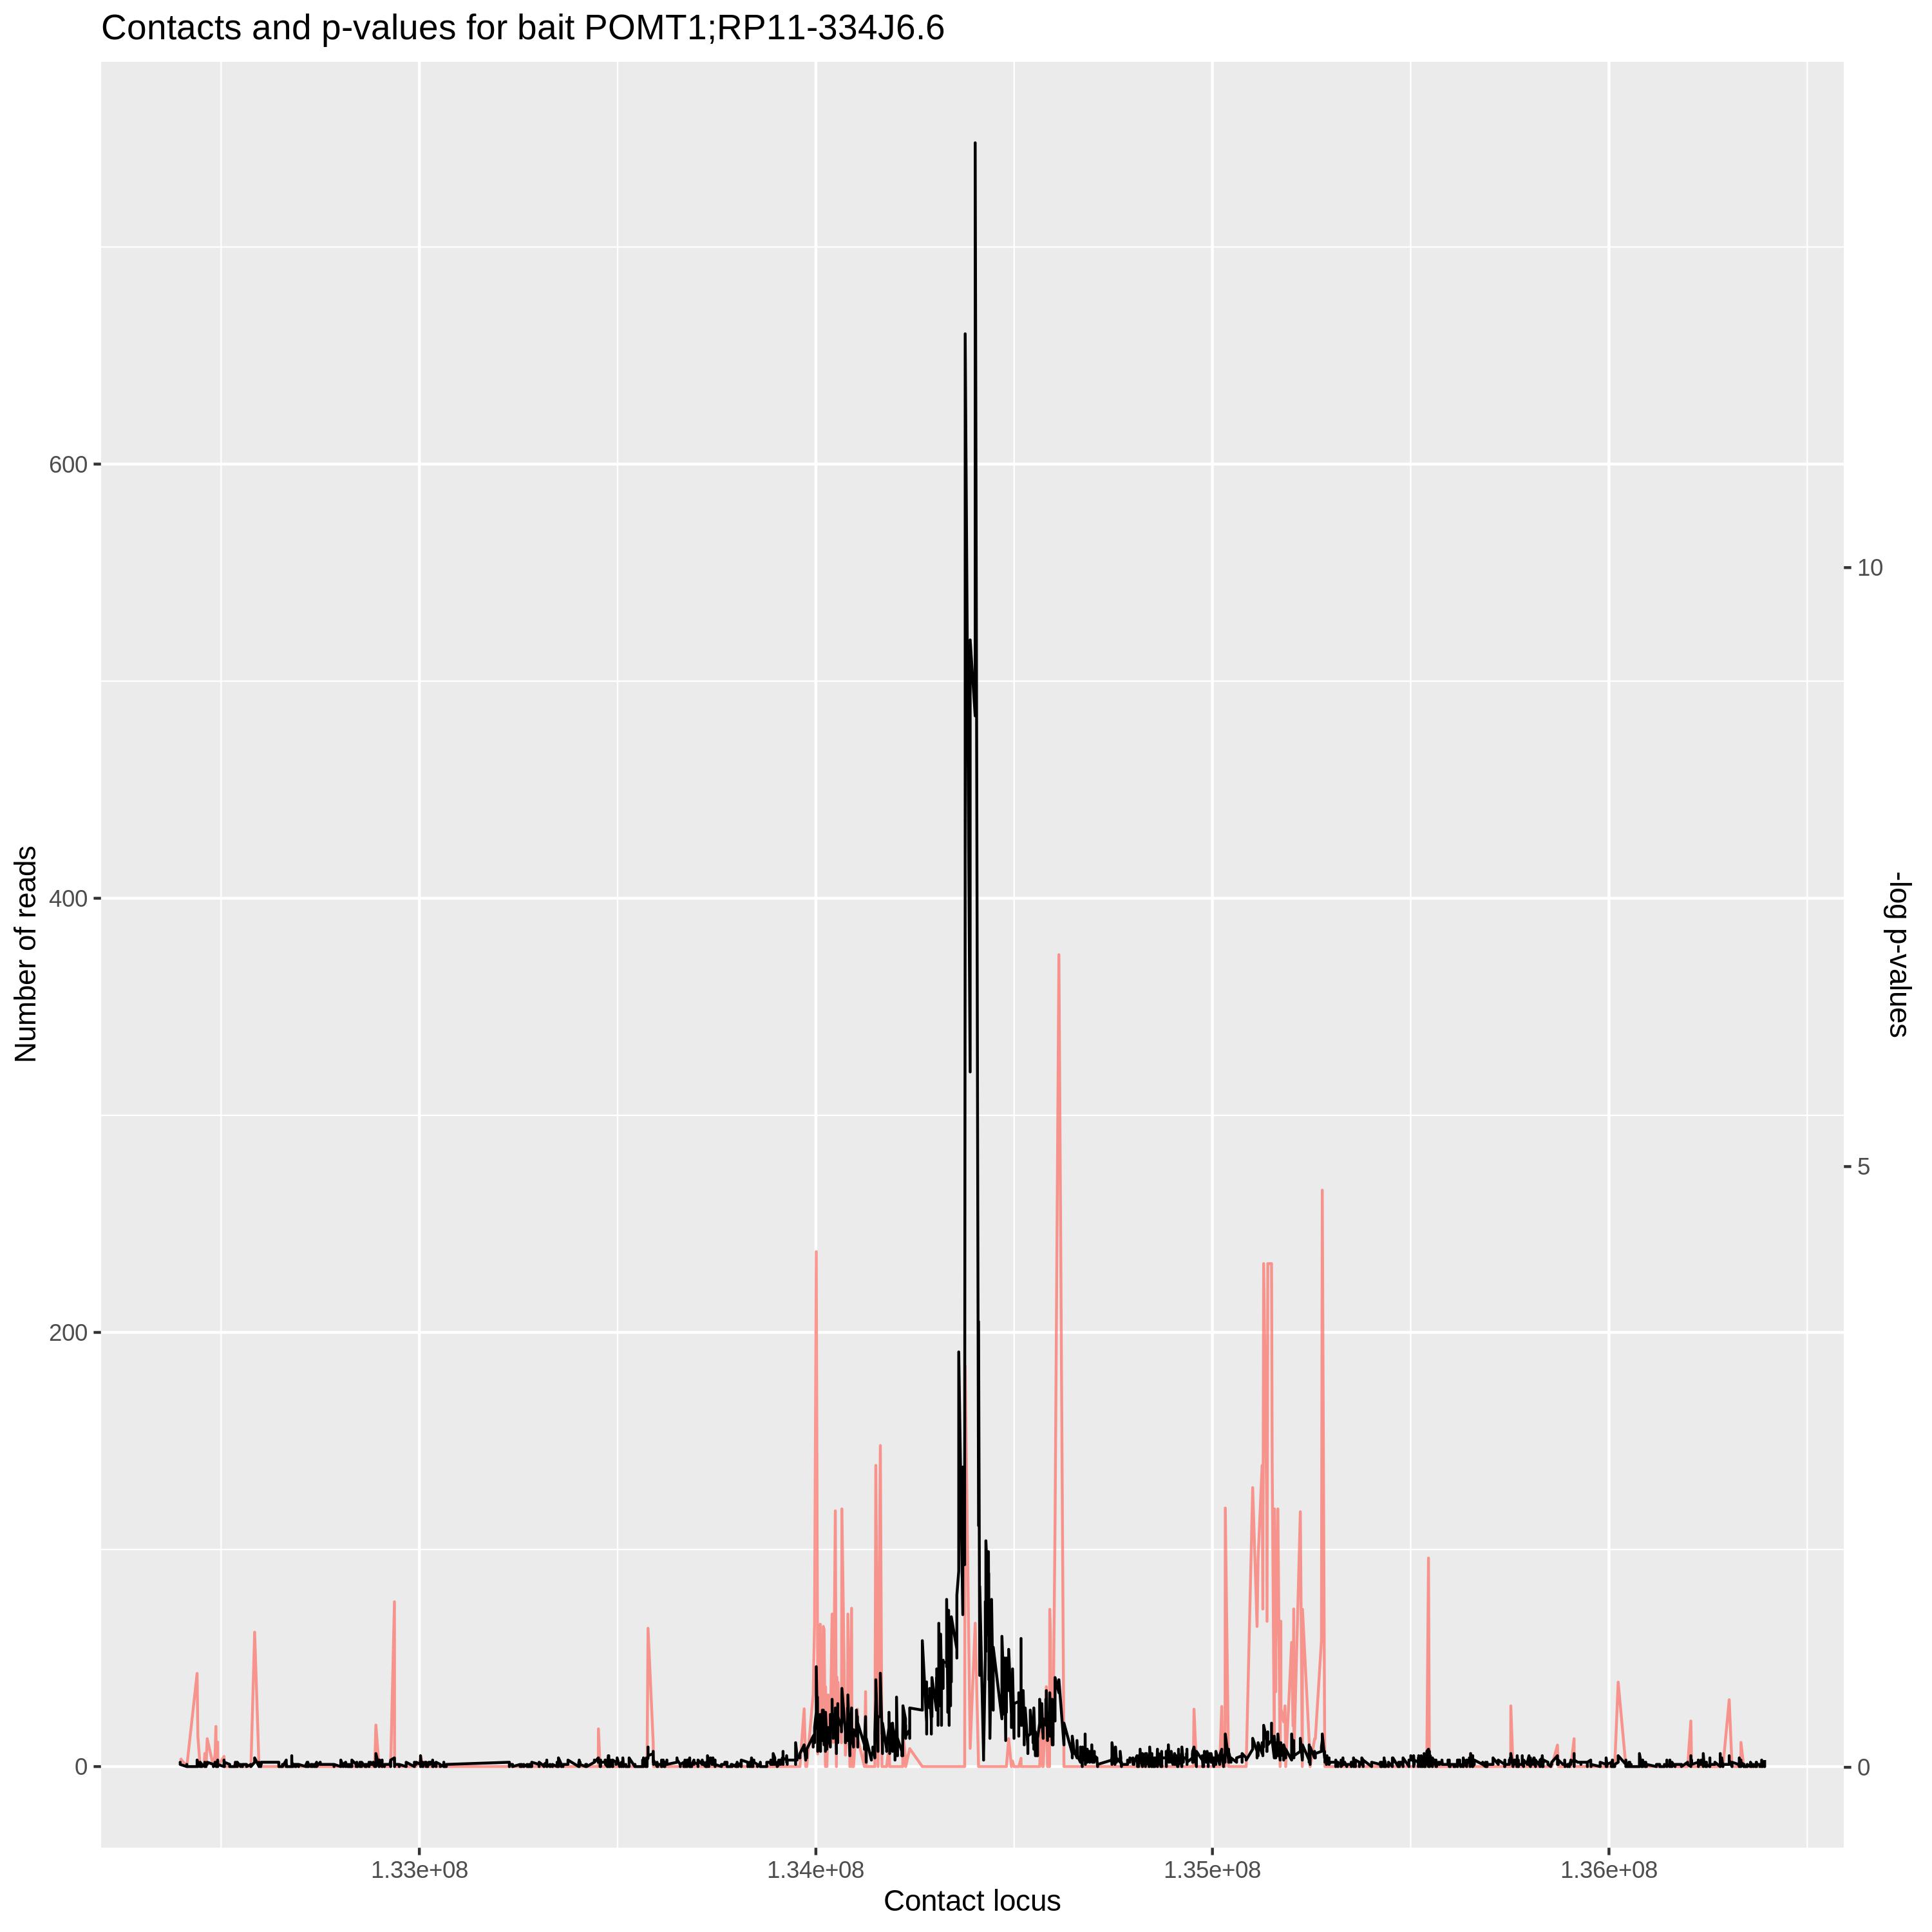 Contacts and p-values for bait POMT1;RP11-334J6.6
Number of reads
600
400
200
0
10
5
0
-log p-values
1.33e+08
1.34e+08
1.35e+08
1.36e+08
Contact locus